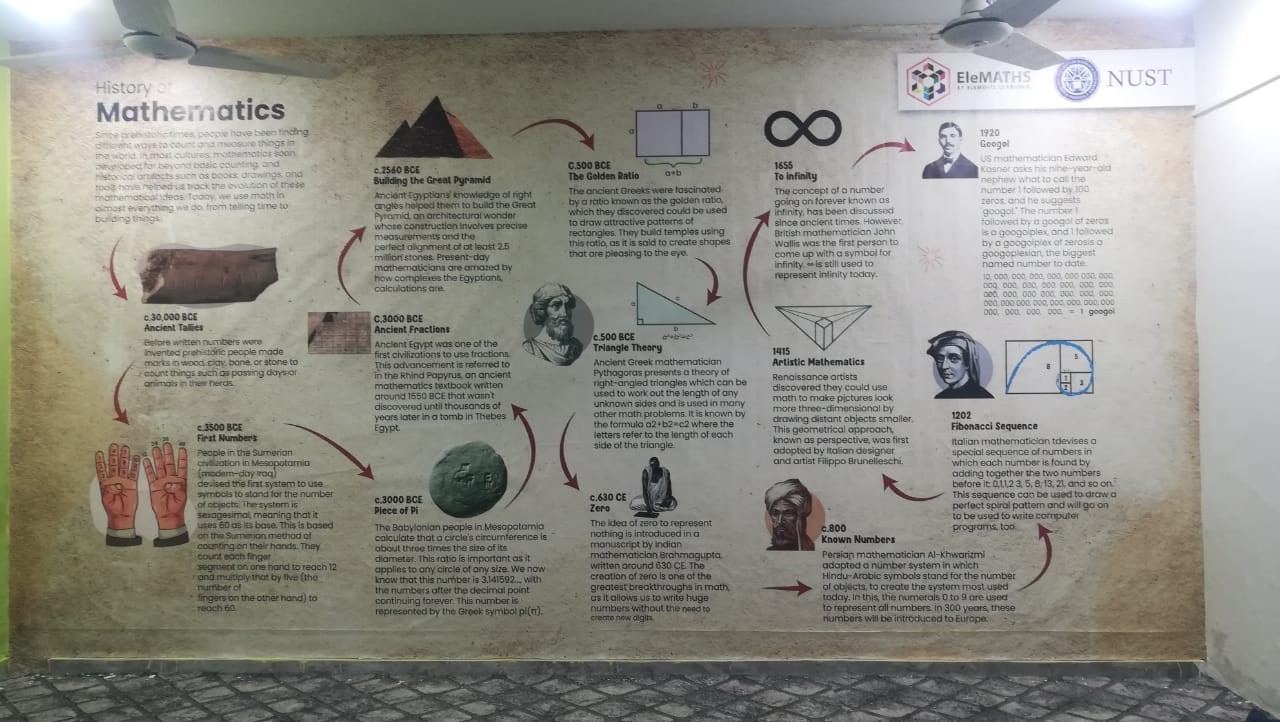 History of
Mathematics
Since prehistoric times, people have been finding
different ways to count and measure things in
the world. In most cultures, mathematics soon
developed far beyond basic counting, and
historical artifacts such as books, drawings, and
tools have helped us track the evolution of these
mathematical ideas. Today, we use math in
almost everything we do, from telling time to
building things.
c.30,000 BCE
Ancient Tallies
Before written numbers were
invented prehistoric people made
marks in wood, clay, bone, or stone to
count things such as passing days or
animals in their herds.
c.3500 BCE
First Numbers
People in the Sumerian
civilization in Mesopotamia
(modern-day Iraq)
devised the first system to use
symbols to stand for the number
of objects. The system is
sexagesimal, meaning that it
uses 60 as its base. This is based
on the Sumerian method of
counting on their hands. They
count each finger
segment on one hand to reach 12
and multiply that by five (the
number of
fingers on the other hand) to
reach 60.
c.2560 BCE
Building the Great Pyramid
Ancient Egyptians' knowledge of right
angles helped them to build the Great
Pyramid, an architectural wonder
whose construction involves precise
measurements and the
perfect alignment of at least 2.5
million stones. Present-day
mathematicians are amazed by
how complexes the Egyptians,
calculations are.
c.3000 BCE
Ancient Fractions
Ancient Egypt was one of the
first civilizations to use fractions.
This advancement is referred to
in the Rhind Papyrus, an ancient
mathematics textbook written
around 1550 BCE that wasn't
discovered until thousands of
years later in a tomb in Thebes
Egypt.
c.3000 BCE
Piece of Pi
The Babylonian people in Mesopotamia
calculate that a circle's circumference is
about three times the size of its
diameter. This ratio is important as it
applies to any circle of any size. We now
know that this number is 3.141592..., with
the numbers after the decimal point
continuing forever. This number is
represented by the Greek symbol pi(π).
a b
a
a+b
C.500 BCE
The Golden Ratio
The ancient Greeks were fascinated
by a ratio known as the golden ratio,
which they discovered could be used
to draw attractive patterns of
rectangles. They build temples using
this ratio, as it is said to create shapes
that are pleasing to the eye.
a c
b
a²+b²=c²
c.500 BCE
Triangle Theory
Ancient Greek mathematician
Pythagoras presents a theory of
right-angled triangles which can be
used to work out the length of any
unknown sides and is used in many
other math problems. It is known by
the formula a2+b2=c2 where the
letters refer to the length of each
side of the triangle.
c.630 CE
Zero
The idea of zero to represent
nothing is introduced in a
manuscript by Indian
mathematician Brahmagupta,
written around 630 CE. The
creation of zero is one of the
greatest breakthroughs in math,
as it allows us to write huge
numbers without the need to
create new digits.
1655
To infinity
The concept of a number
going on forever known as
infinity, has been discussed
since ancient times. However,
British mathematician John
Wallis was the first person to
come up with a symbol for
infinity. ∞ is still used to
represent infinity today.
1415
Artistic Mathematics
Renaissance artists
discovered they could use
math to make pictures look
more three-dimensional by
drawing distant objects smaller.
This geometrical approach,
known as perspective, was first
adopted by Italian designer
and artist Filippo Brunelleschi.
c.800
Known Numbers
Persian mathematician Al-Khwarizmi
adapted a number system in which
Hindu-Arabic symbols stand for the number
of objects, to create the system most used
today. In this, the numerals 0 to 9 are used
to represent all numbers. In 300 years, these
numbers will be introduced to Europe.
EleMATHS
BY ELEMENTS LEARNING
NUST
1920
Googol
US mathematician Edward
Kasner asks his nine-year-old
nephew what to call the
number 1 followed by 100
zeros, and he suggests
"googol." The number 1
followed by a googol of zeros
is a googolplex, and 1 followed
by a googolplex of zerosis a
googolplexian, the biggest
named number to date.
10, 000, 000, 000, 000, 000, 000, 000,
000, 000, 000, 000, 000, 000, 000, 000,
000, 000, 000, 000, 000, 000, 000, 000,
000, 000, 000, 000, 000, 000, 000, 000,
000, 000, 000, 000, = 1 googol
8 5
1
2 3
1202
Fibonacci Sequence
Italian mathematician tdevises a
special sequence of numbers in
which each number is found by
adding together the two numbers
before it: 0,1,1,2 3, 5, 8, 13, 21, and so on."
This sequence can be used to draw a
perfect spiral pattern and will go on
to be used to write computer
programs, too.